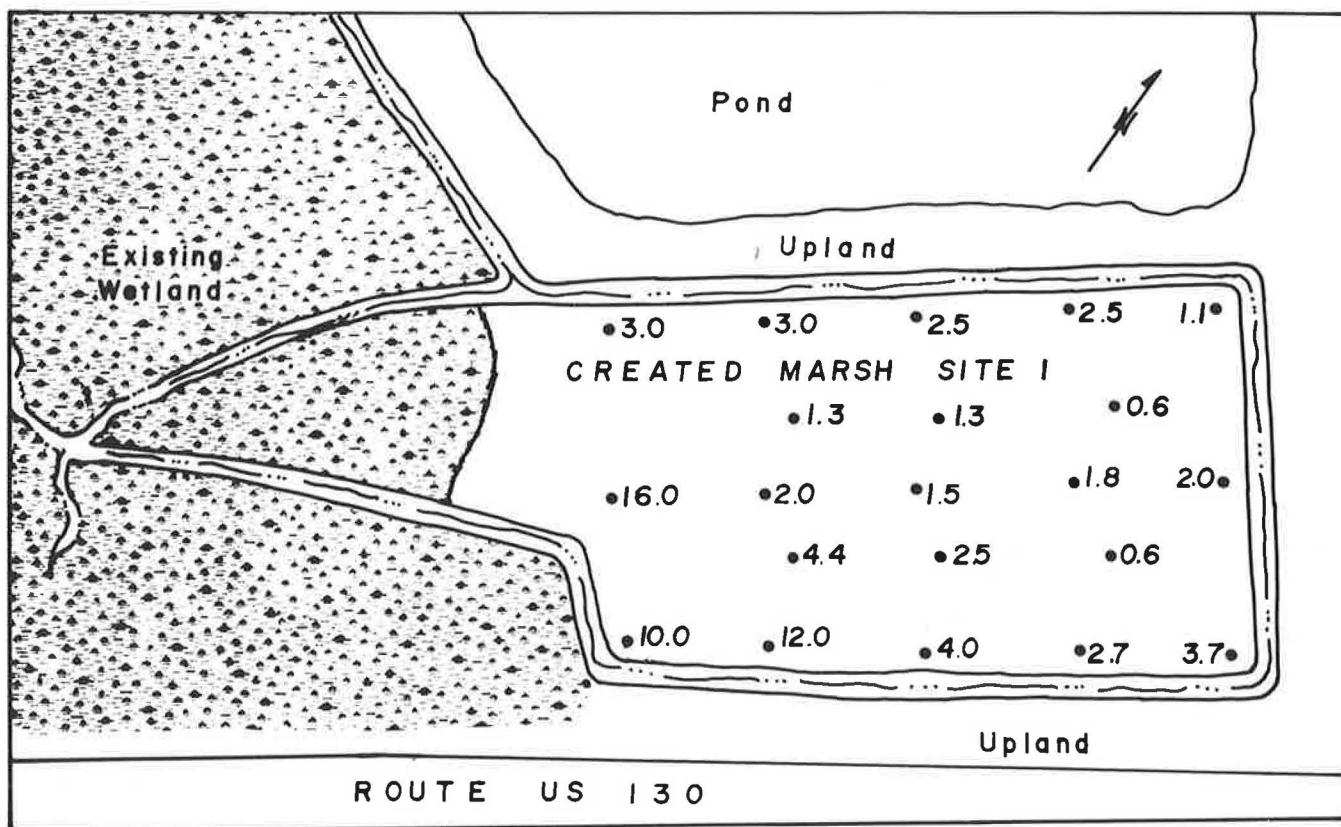 Pond
N
Upland
Existing
Wetland
3.0 3.0 2.5 2.5 1.1
CREATED MARSH SITE 1
1.3 1.3 0.6
16.0 2.0 1.5 1.8 2.0
4.4 25 0.6
10.0 12.0 4.0 2.7 3.7
Upland
ROUTE US 130